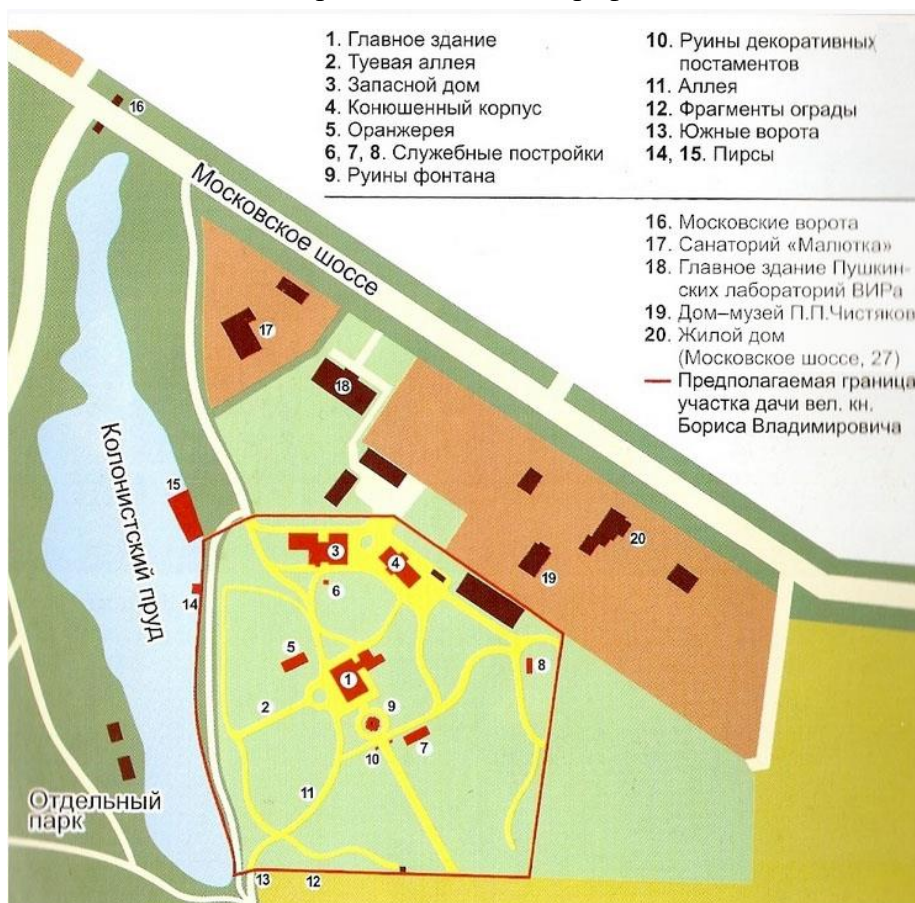 1. Главное здание
2. Туевая аллея
3. Запасной дом
4. Конюшенный корпус
5. Оранжерея
6, 7, 8. Служебные постройки
9. Руины фонтана
10. Руины декоративных
постаментов
11. Аллея
12. Фрагменты ограды
13. Южные ворота
14, 15. Пирсы
16. Московские ворота
17. Санаторий «Малютка»
18. Главное здание Пушкин-
ских лабораторий ВИРа
19. Дом–музей П.П.Чистяков
20. Жилой дом
(Московское шоссе, 27)
Предполагаемая граница
участка дачи вел. кн.
Бориса Владимировича
16
Московское шоссе
17
18
Колонистский пруд
15
20
3
4
19
14
6
5
8
1
2
9
7
10
Отдельный
парк
11
13
12